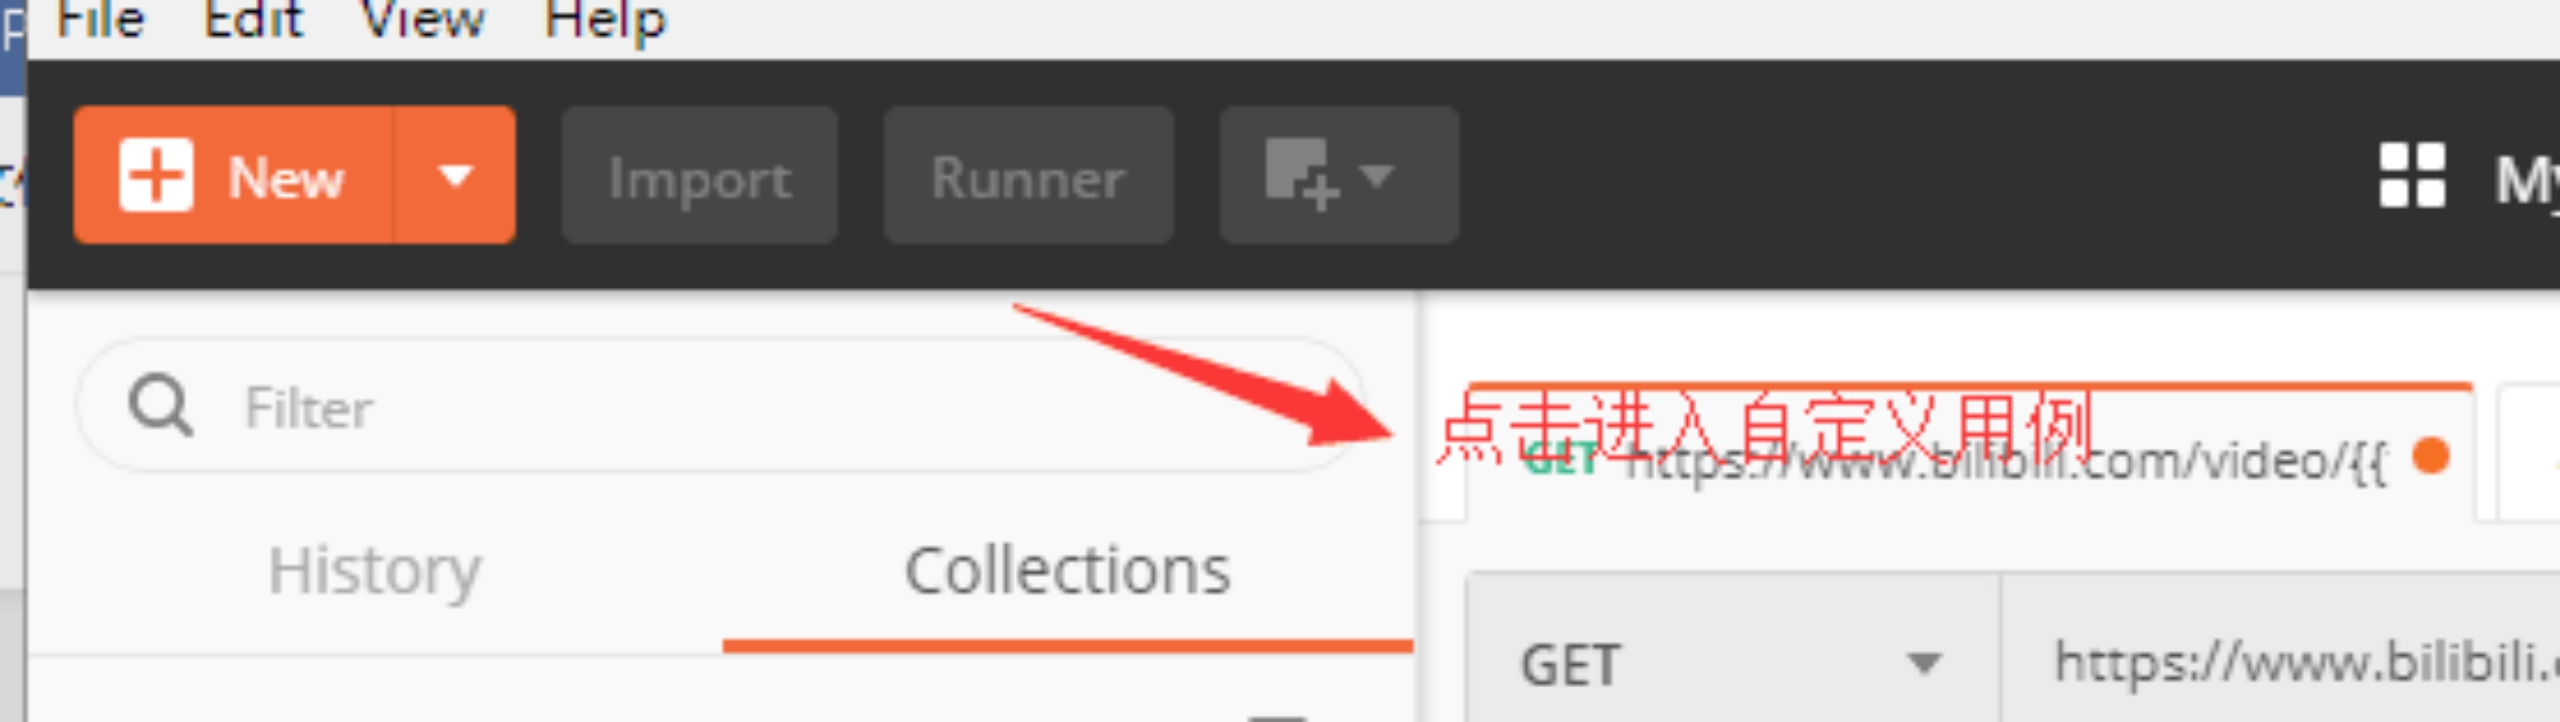 File Edit View Help
New Import Runner
Filter
点击进入自定义用例
GET https://www.bilibili.com/video/{{
History Collections
GET https://www.bilibili.